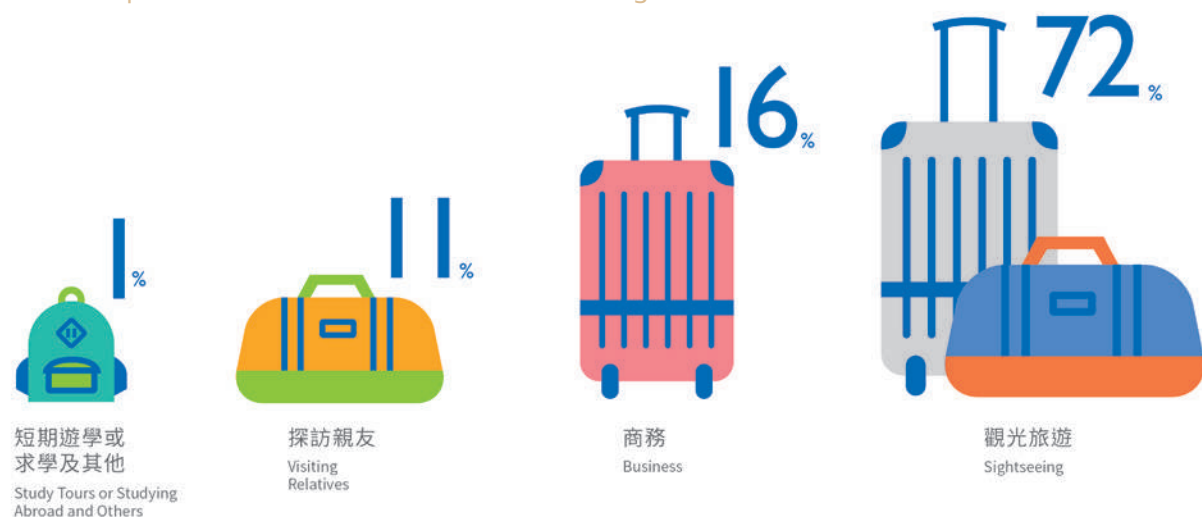 1%
11%
16%
72%
短期遊學或
求學及其他
Study Tours or Studying
Abroad and Others
探訪親友
Visiting
Relatives
商務
Business
觀光旅遊
Sightseeing